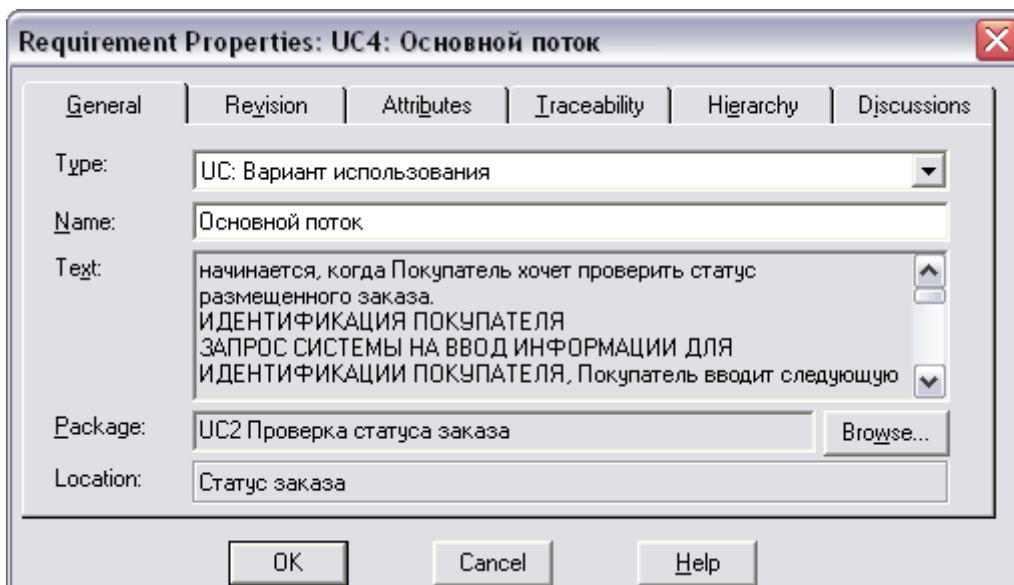 Requirement Properties: UC4: Основной поток
General Revision Attributes Traceability Hierarchy Discussions
Type: UC: Вариант использования
Name: Основной поток
Text: начинается, когда Покупатель хочет проверить статус
размещенного заказа.
ИДЕНТИФИКАЦИЯ ПОКУПАТЕЛЯ
ЗАПРОС СИСТЕМЫ НА ВВОД ИНФОРМАЦИИ ДЛЯ
ИДЕНТИФИКАЦИИ ПОКУПАТЕЛЯ, Покупатель вводит следующую
Package: UC2 Проверка статуса заказа Browse...
Location: Статус заказа
OK Cancel Help